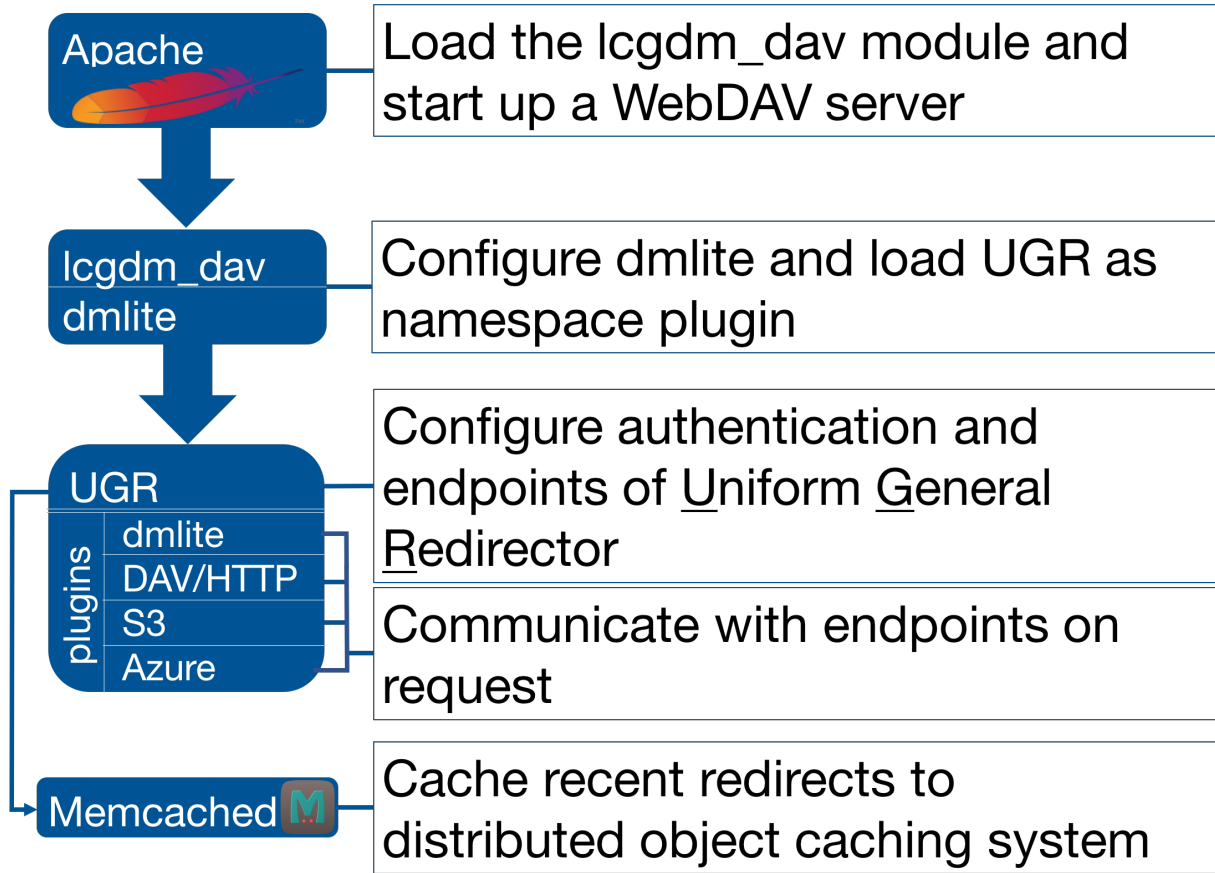 Apache
Load the lcgdm_dav module and
start up a WebDAV server
lcgdm_dav
dmlite
Configure dmlite and load UGR as
namespace plugin
UGR
Configure authentication and
endpoints of Uniform General
Redirector
plugins
dmlite
DAV/HTTP
S3
Azure
Communicate with endpoints on
request
Memcached
Cache recent redirects to
distributed object caching system